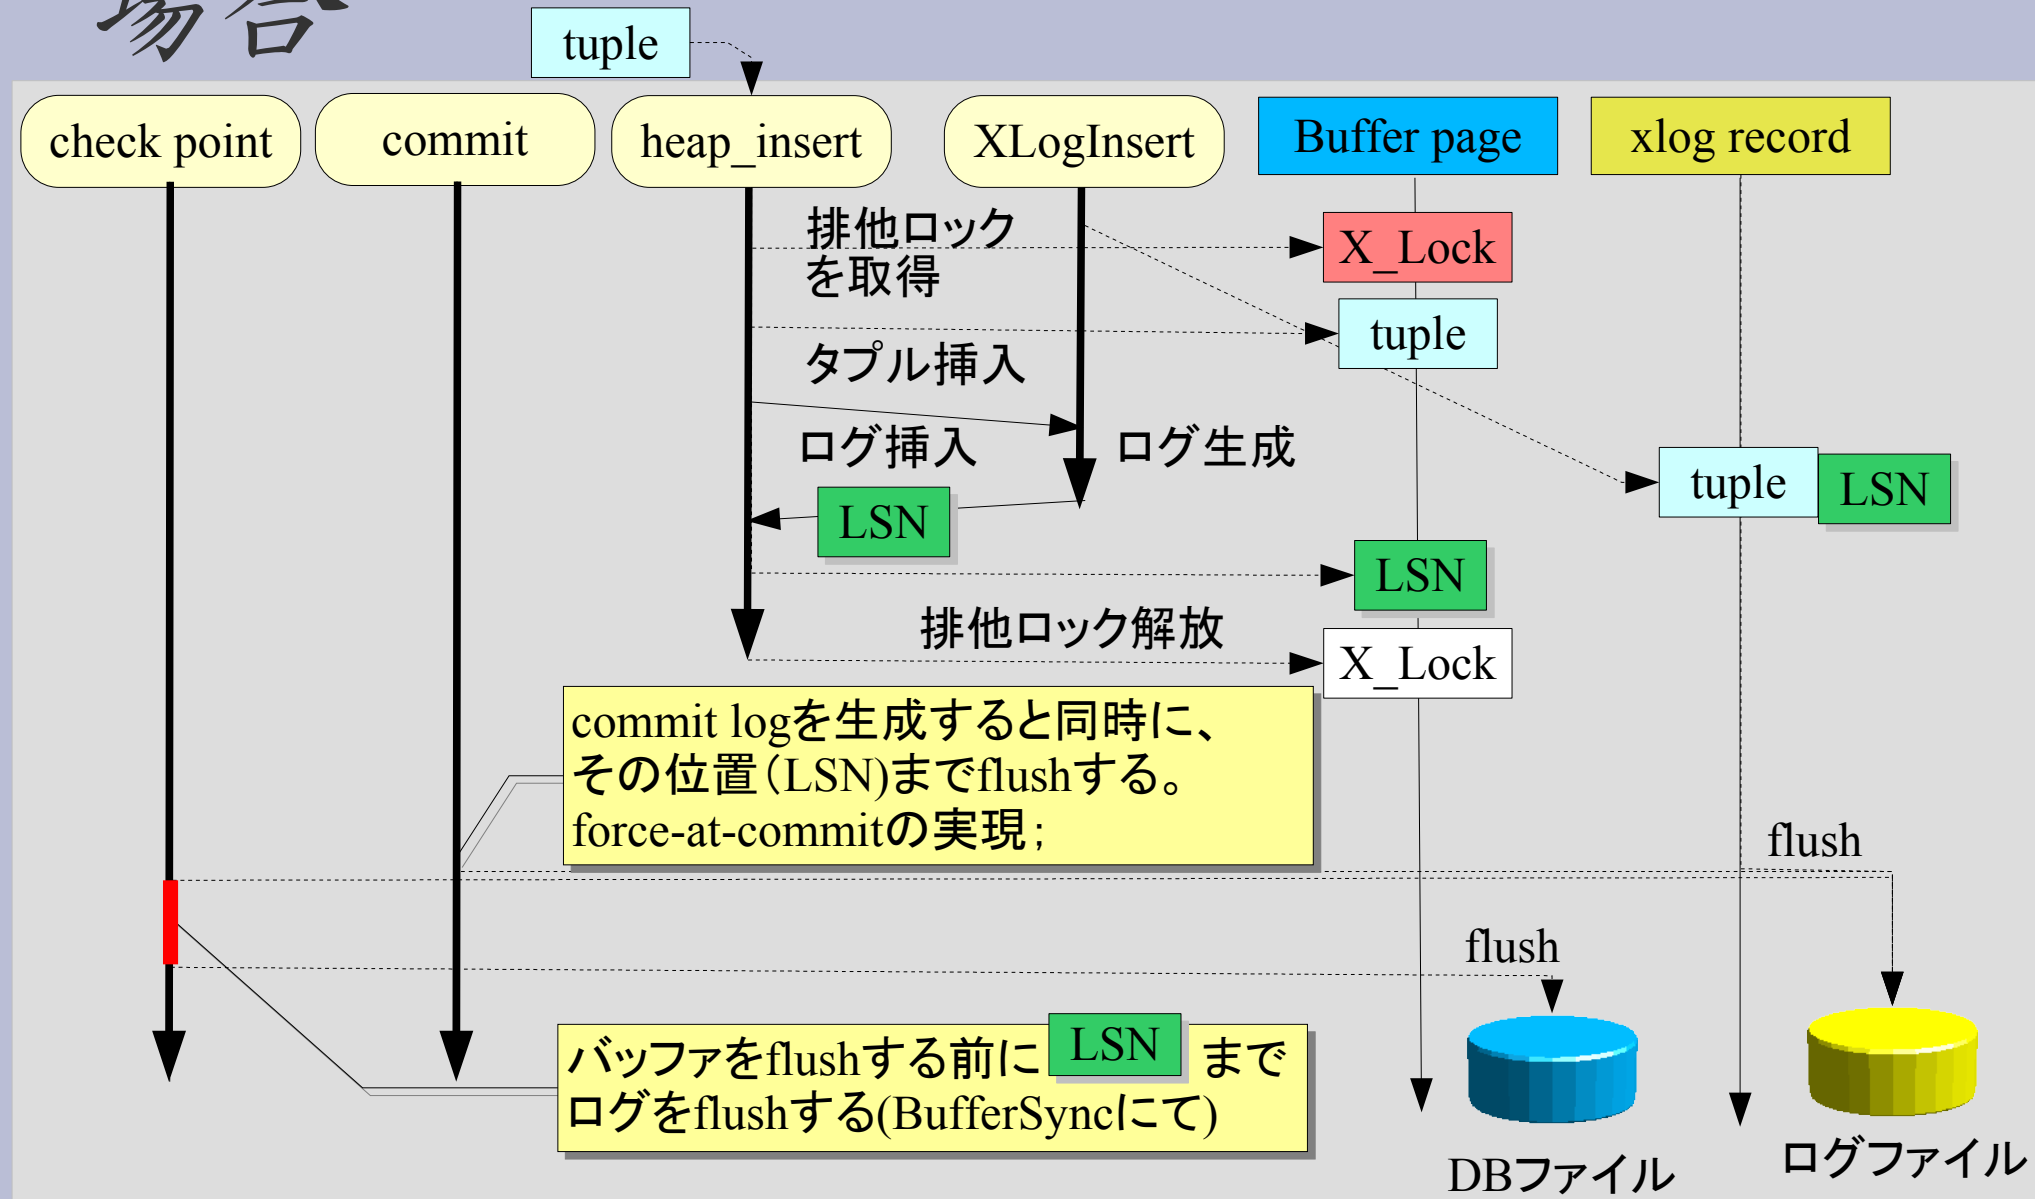 場合
tuple
check point
commit
heap_insert
XLogInsert
Buffer page
xlog record
排他ロック
を取得
X_Lock
tuple
タプル挿入
ログ挿入
ログ生成
tuple
LSN
LSN
LSN
排他ロック解放
X_Lock
commit logを生成すると同時に、
その位置(LSN)までflushする。
force-at-commitの実現;
flush
flush
バッファをflushする前に LSN まで
ログをflushする(BufferSyncにて)
DBファイル
ログファイル